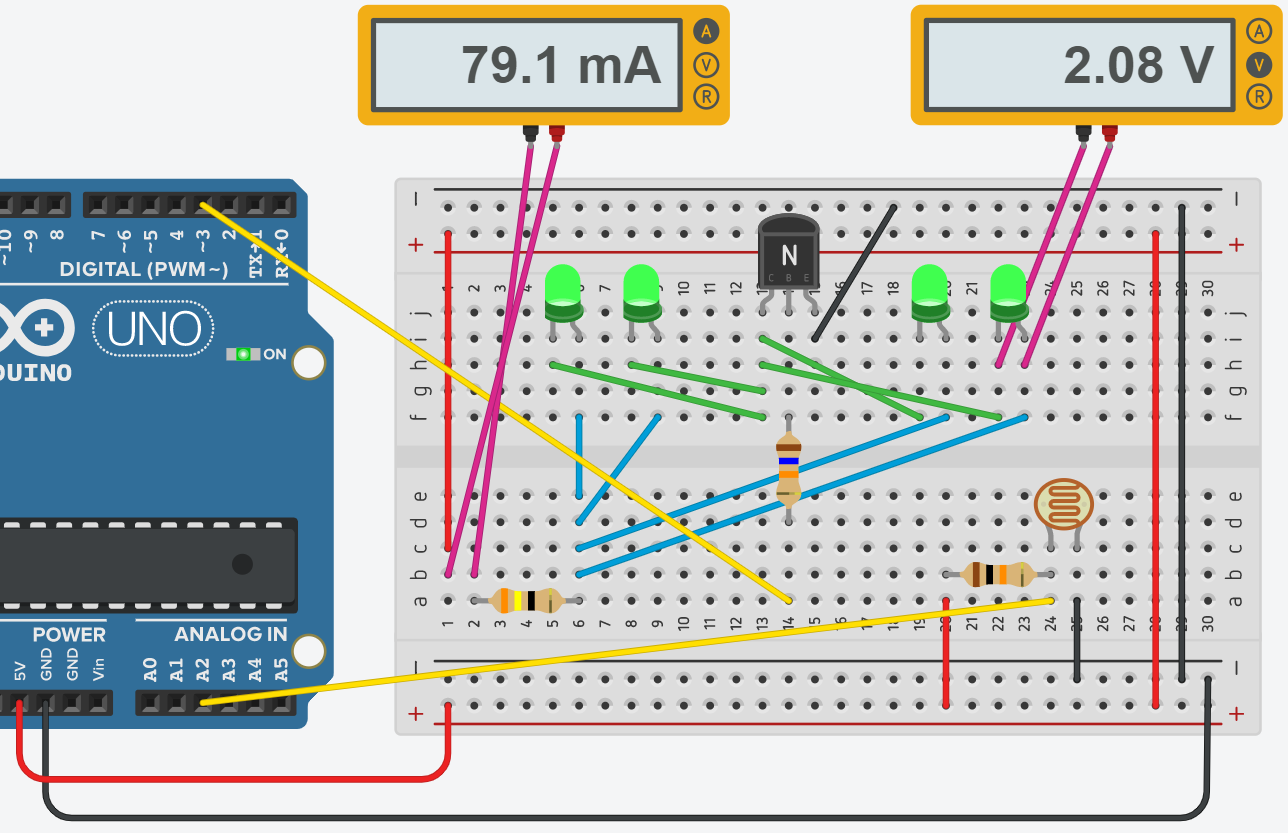 79.1 mA
A
V
R
2.08 V
A
V
R
~10 ~9 8 7 ~6 ~5 4 ~3 2 TX→1 RX←0
DIGITAL (PWM~)
UNO
ON
DUINO
POWER ANALOG IN
5V GND GND Vin A0 A1 A2 A3 A4 A5
N
C B E
j
i
h
g
f
e
d
c
b
a
1 2 3 4 5 6 7 8 9 10 11 12 13 14 15 16 17 18 19 20 21 22 23 24 25 26 27 28 29 30